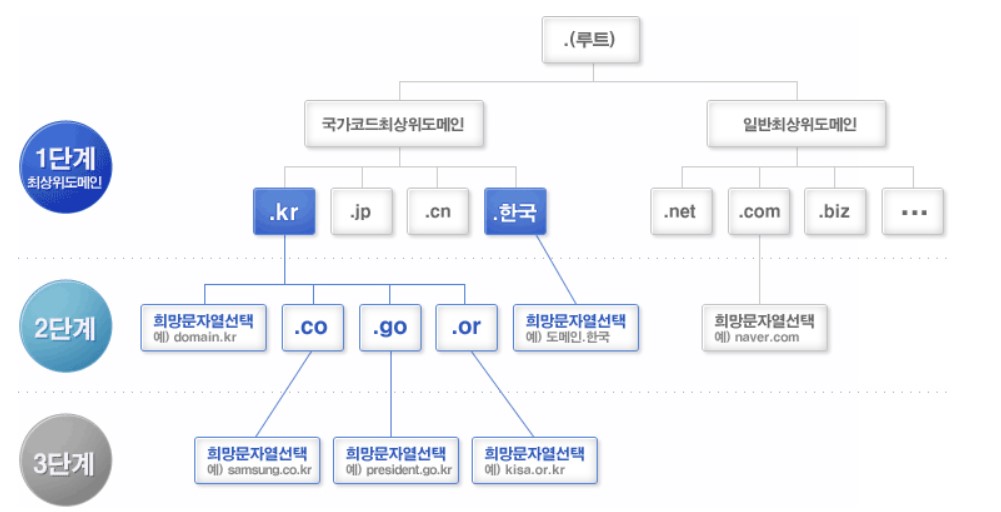 .(루트)
국가코드최상위도메인
일반최상위도메인
1단계
최상위도메인
.kr
.jp
.cn
.한국
.net
.com
.biz
...
2단계
희망문자열선택
예) domain.kr
.co
.go
.or
희망문자열선택
예) 도메인.한국
희망문자열선택
예) naver.com
3단계
희망문자열선택
예) samsung.co.kr
희망문자열선택
예) president.go.kr
희망문자열선택
예) kisa.or.kr